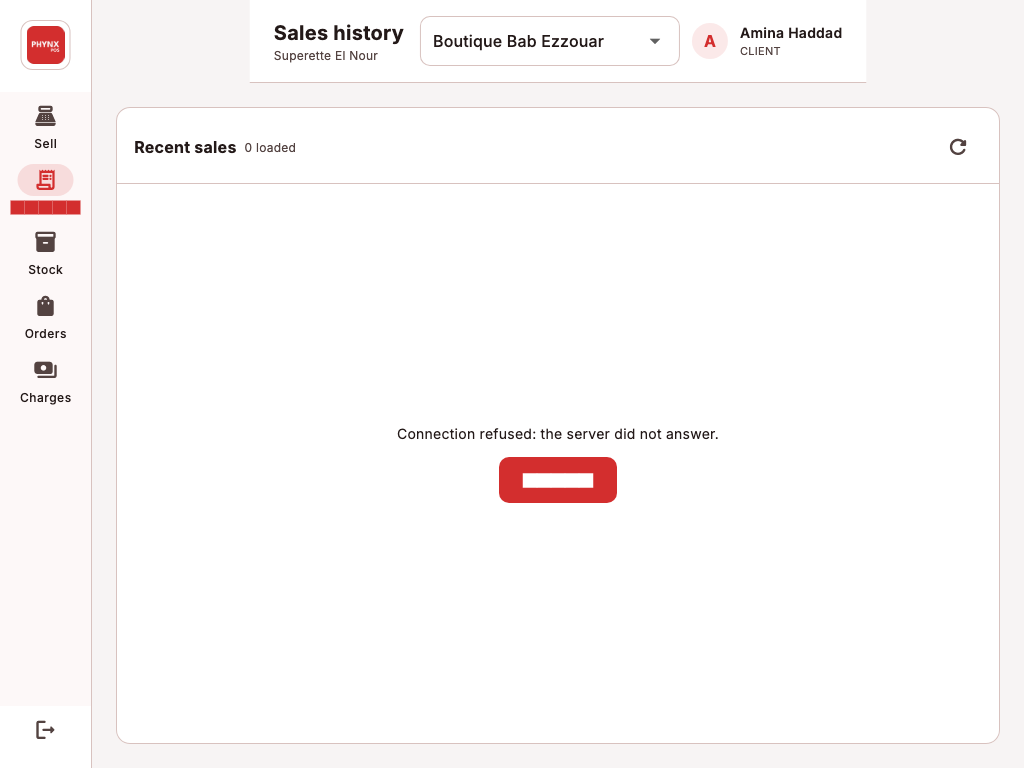 PHYNX
POS
Sales history
Superette El Nour
Boutique Bab Ezzouar
A
Amina Haddad
CLIENT
Sell
Stock
Orders
Charges
Recent sales 0 loaded
Connection refused: the server did not answer.